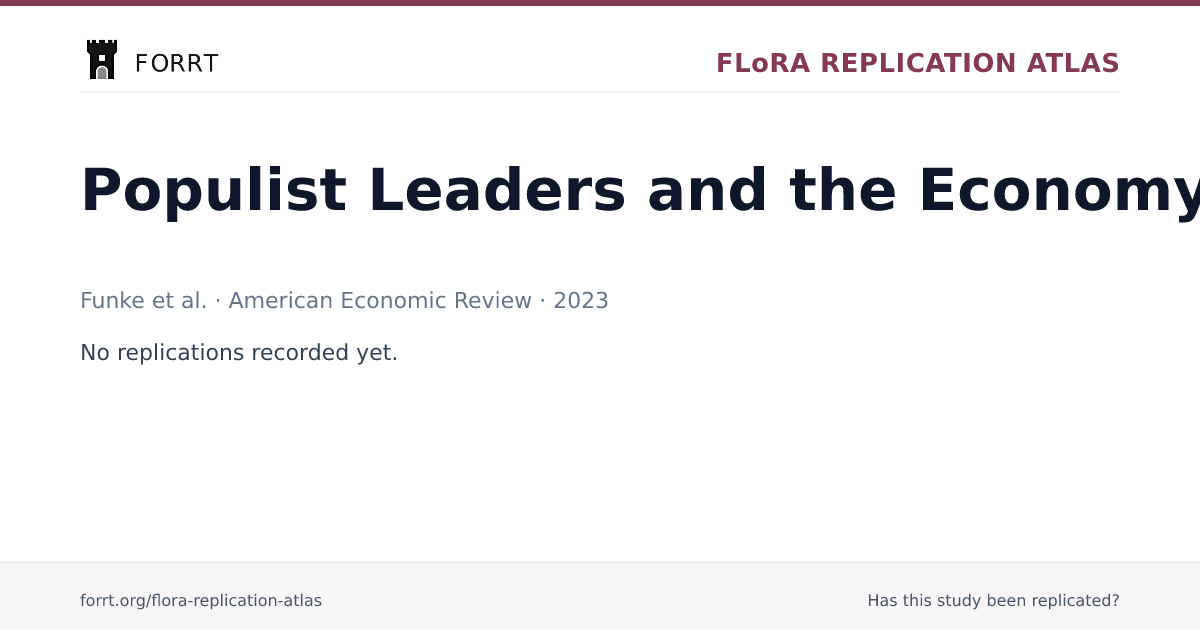 FORRT
FLoRA REPLICATION ATLAS
Populist Leaders and the Economy
Funke et al. · American Economic Review · 2023
No replications recorded yet.
forrt.org/flora-replication-atlas
Has this study been replicated?